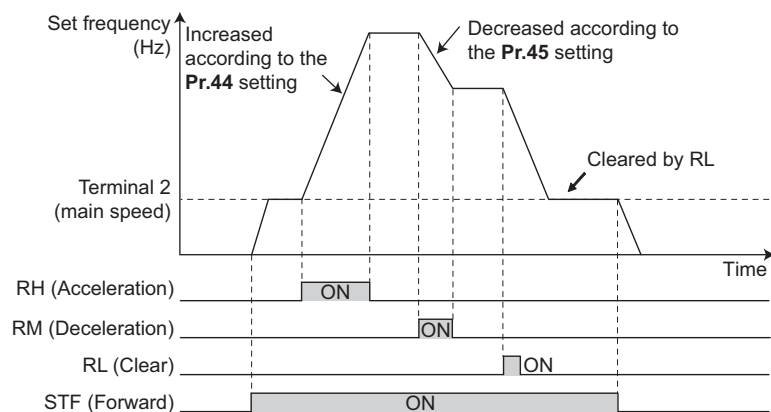 Set frequency
(Hz)
Increased
according to the
Pr.44 setting
Decreased according to
the Pr.45 setting
Cleared by RL
Terminal 2
(main speed)
Time
RH (Acceleration)
ON
RM (Deceleration)
ON
RL (Clear)
ON
STF (Forward)
ON